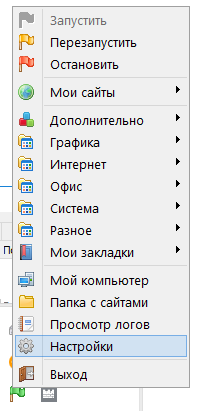 Запустить
Перезапустить
Остановить
Мои сайты
Дополнительно
Графика
Интернет
Офис
Система
Разное
Мои закладки
Мой компьютер
Папка с сайтами
Просмотр логов
Настройки
Выход